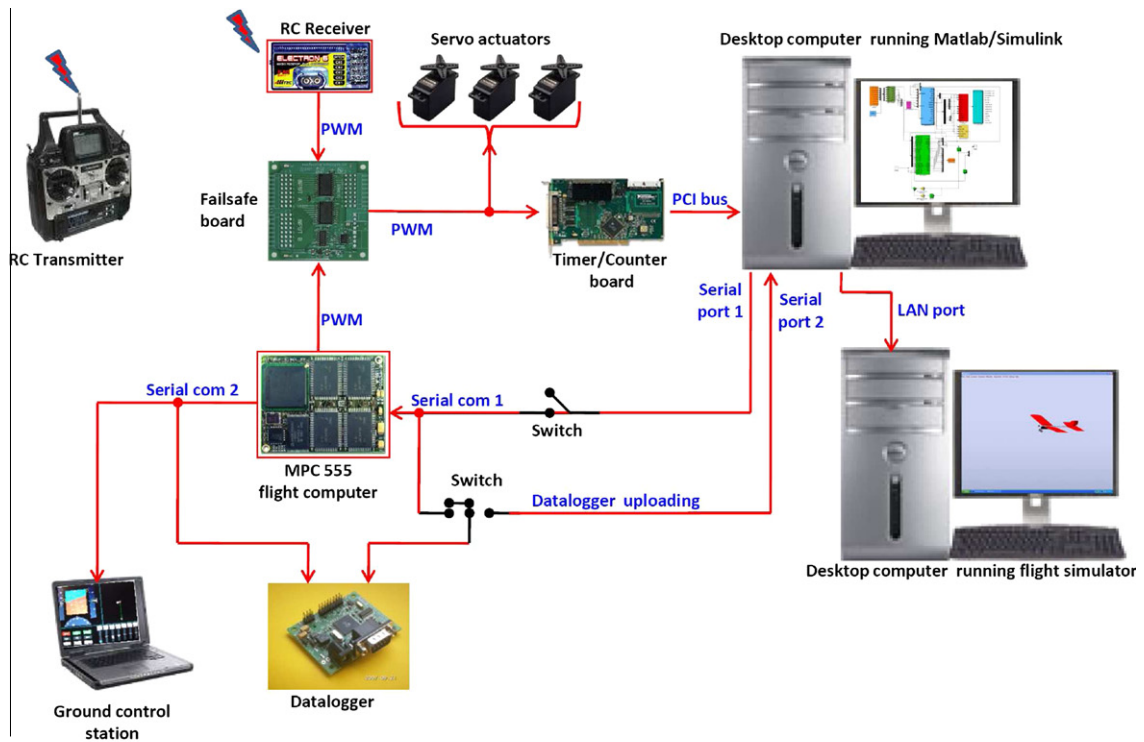 RC Receiver
Servo actuators
Desktop computer running Matlab/Simulink
ELECTRON 6
PWM
Failsafe
board
PWM
PCI bus
RC Transmitter
Timer/Counter
board
Serial
port 1
Serial
port 2
LAN port
PWM
Serial com 2
Serial com 1
Switch
MPC 555
flight computer
Switch
Datalogger uploading
Desktop computer running flight simulator
Datalogger
Ground control
station